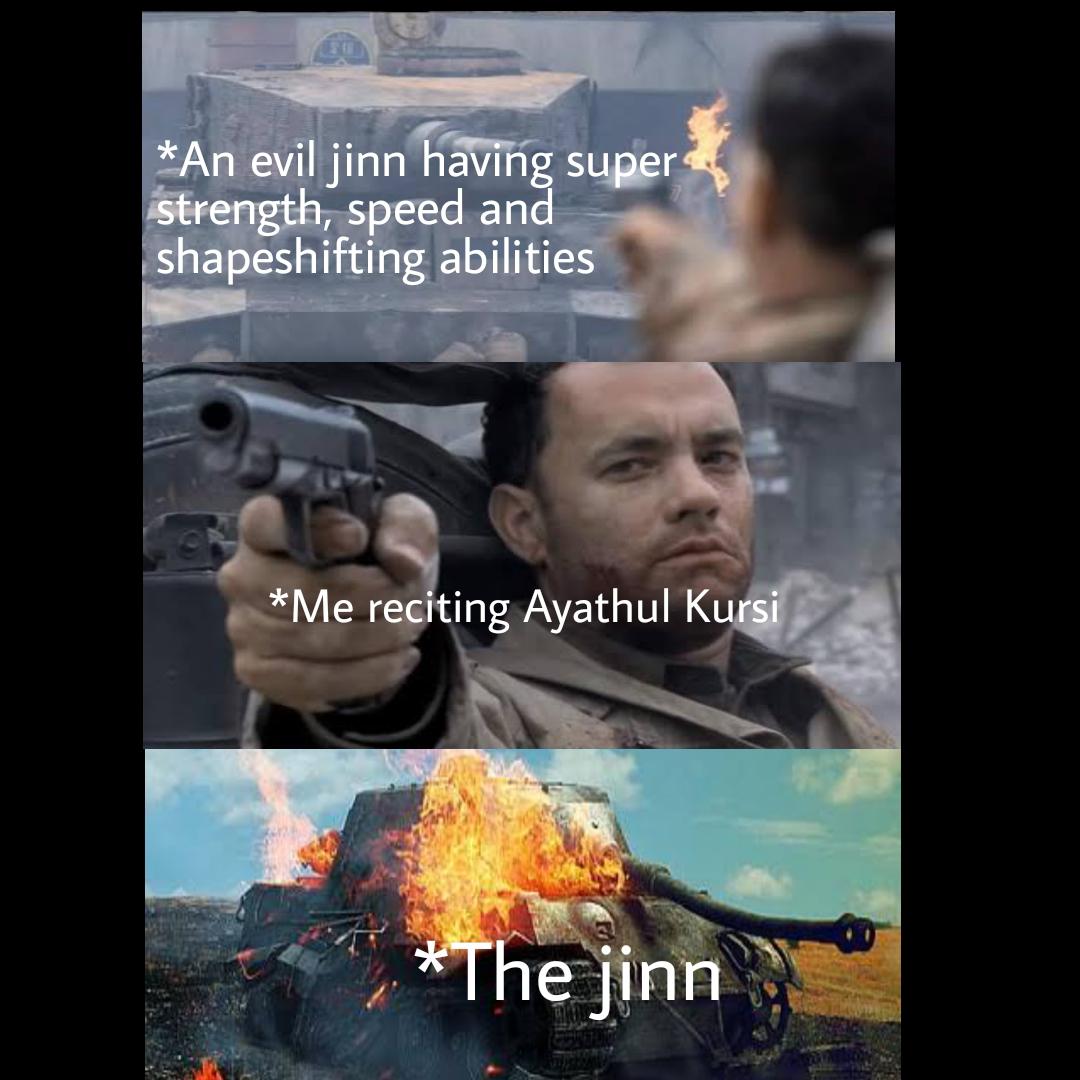 *An evil jinn having super
strength, speed and
shapeshifting abilities
*Me reciting Ayathul Kursi
*The jinn